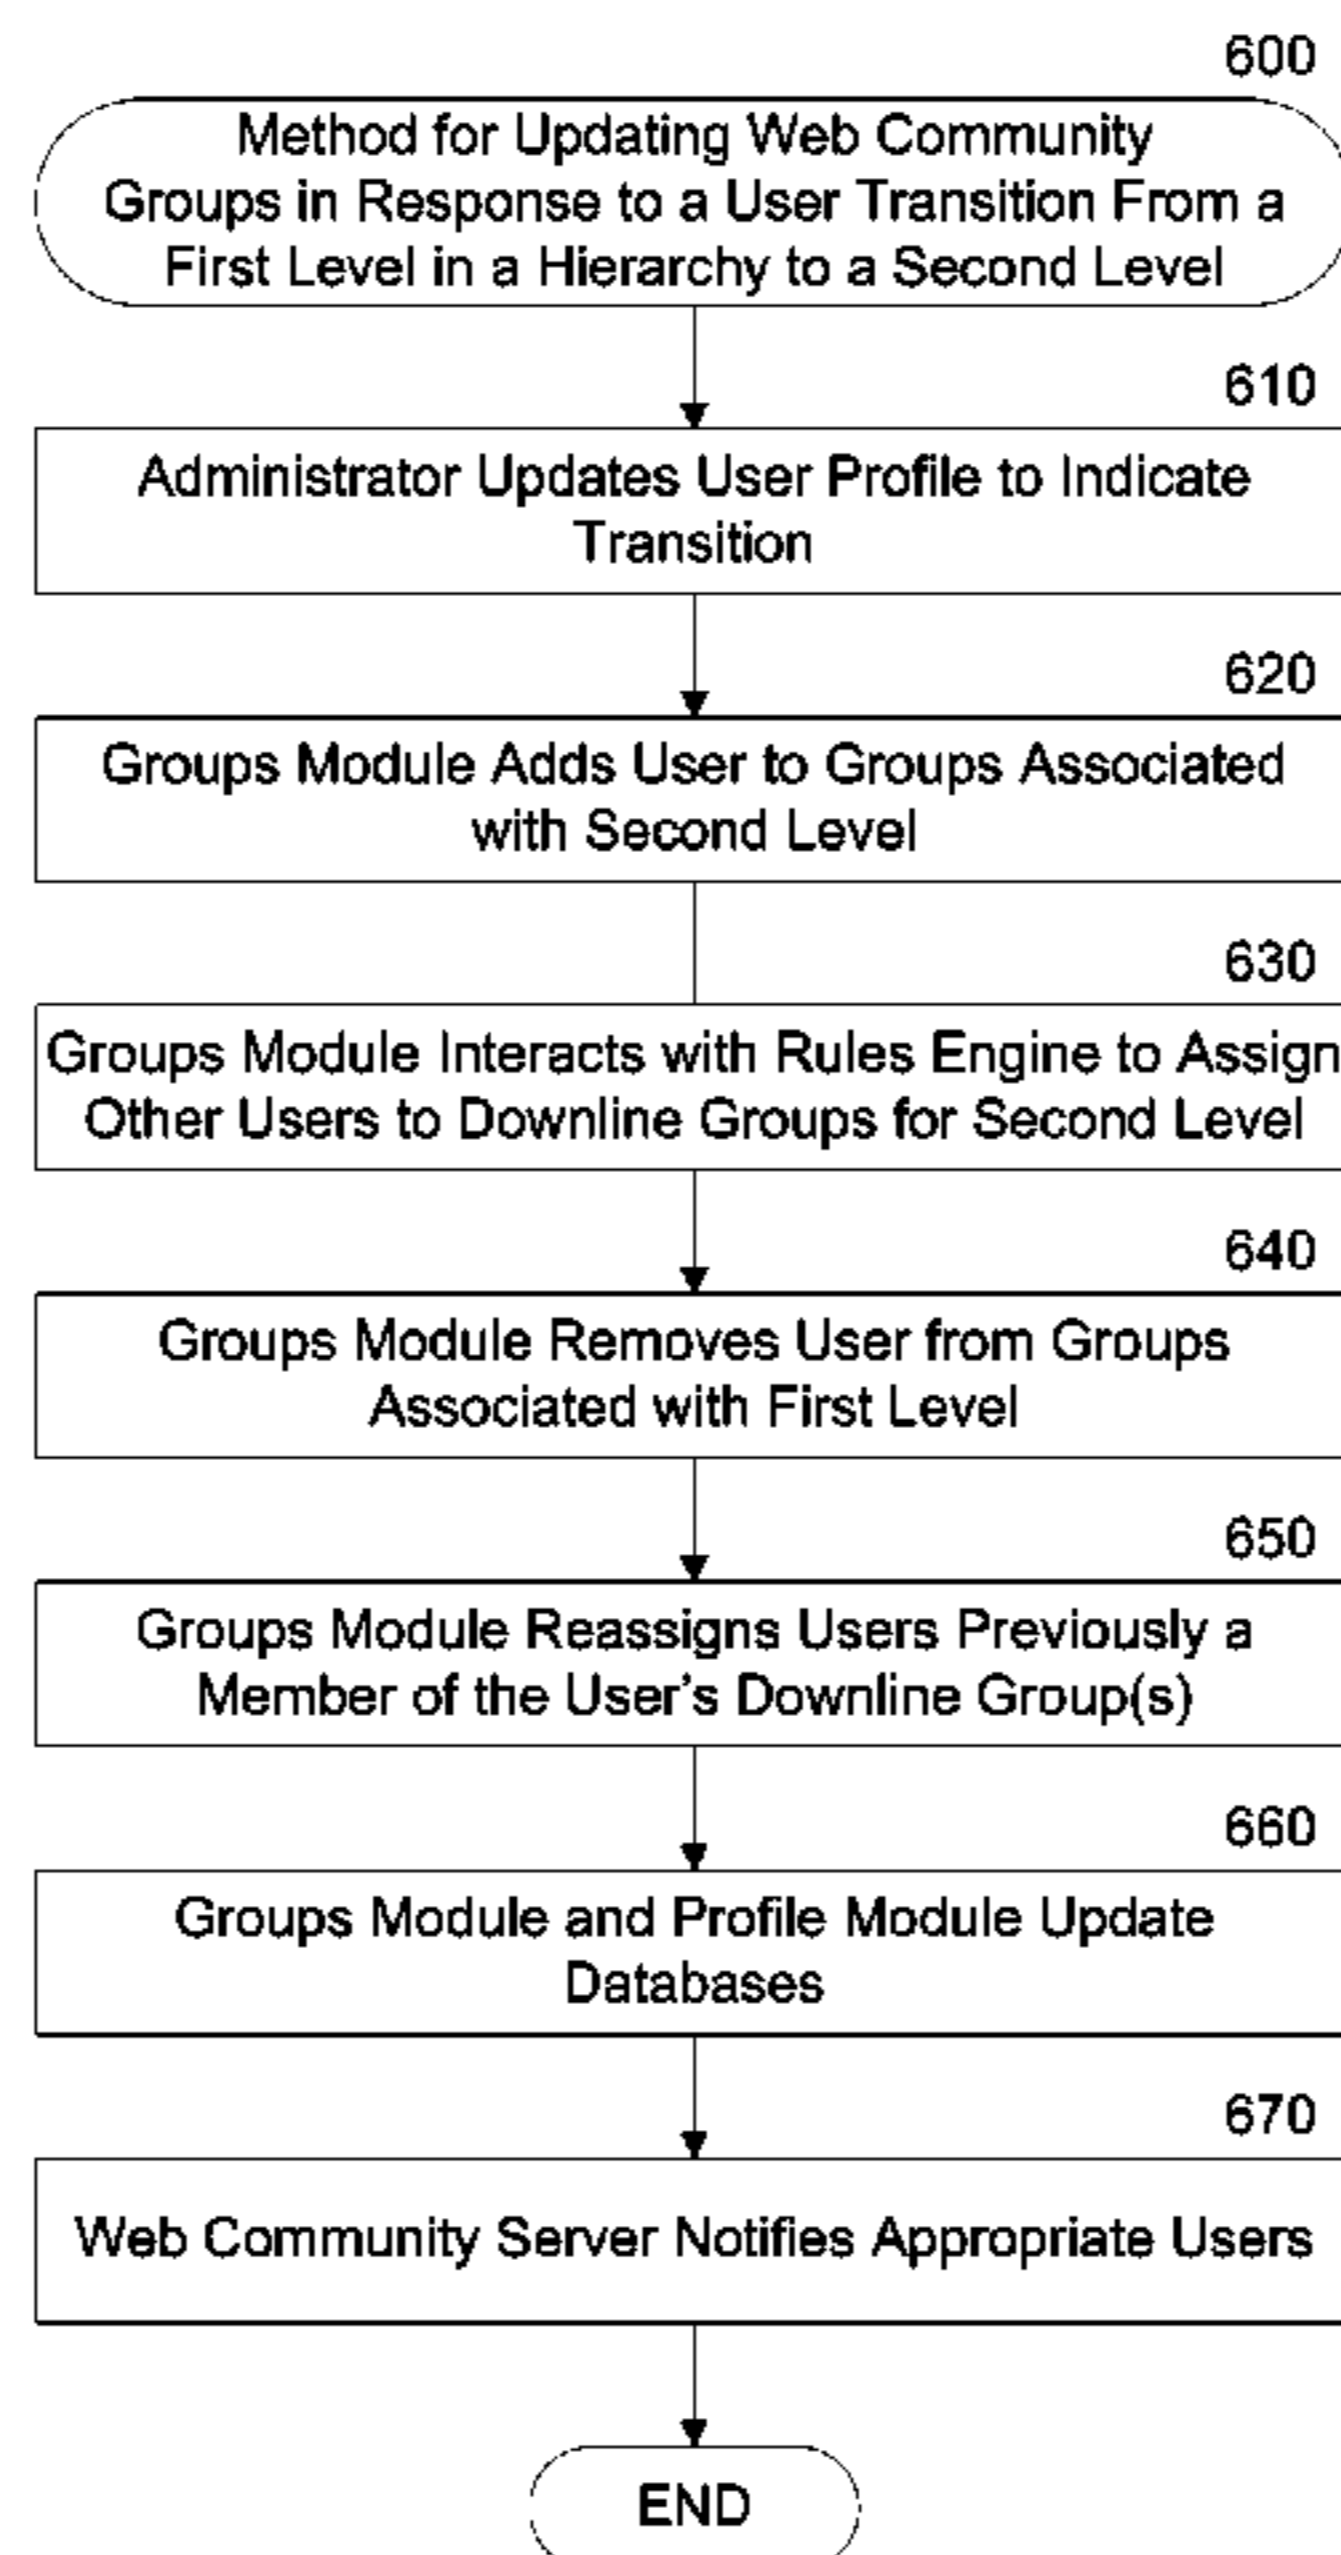 600
Method for Updating Web Community
Groups in Response to a User Transition From a
First Level in a Hierarchy to a Second Level
610
Administrator Updates User Profile to Indicate
Transition
620
Groups Module Adds User to Groups Associated
with Second Level
630
Groups Module Interacts with Rules Engine to Assign
Other Users to Downline Groups for Second Level
640
Groups Module Removes User from Groups
Associated with First Level
650
Groups Module Reassigns Users Previously a
Member of the User's Downline Group(s)
660
Groups Module and Profile Module Update
Databases
670
Web Community Server Notifies Appropriate Users
END